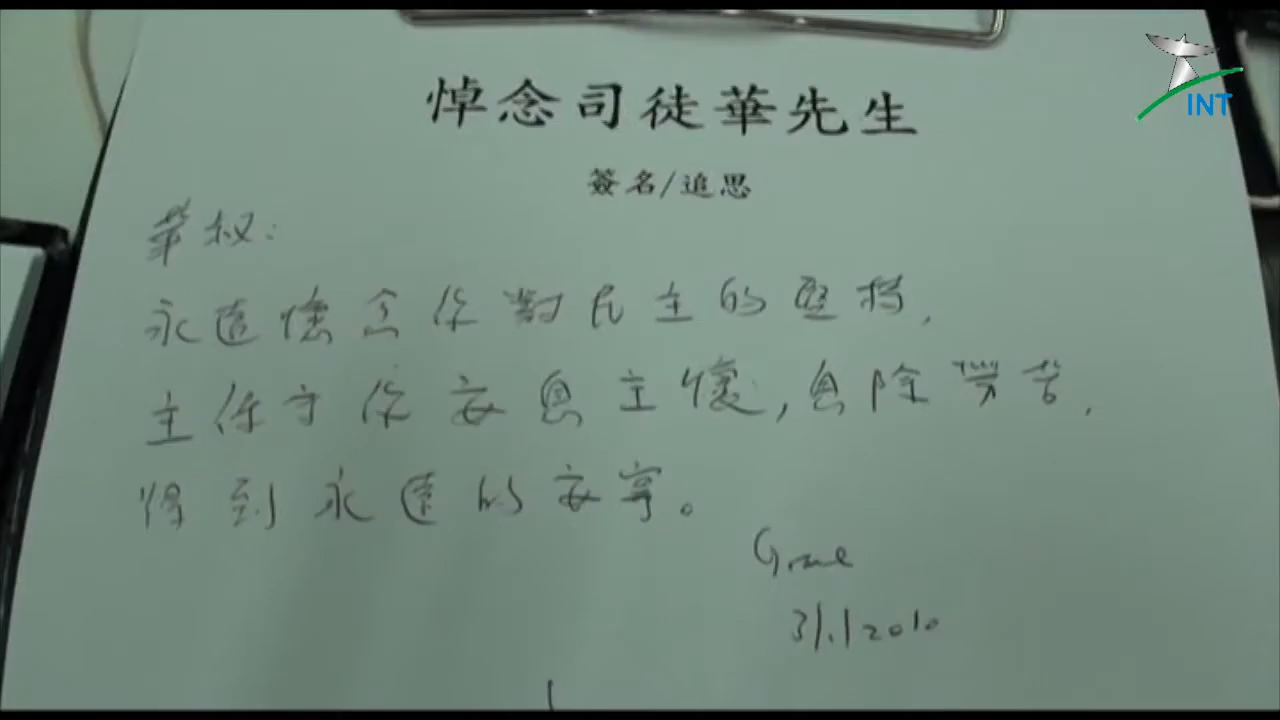 INT
悼念司徒華先生
簽名/追思
華叔:
永遠懷念你對民主的堅持,
主保守你安息主懷,息除勞苦,
得到永遠的安寧。
Grace
31.1.2010